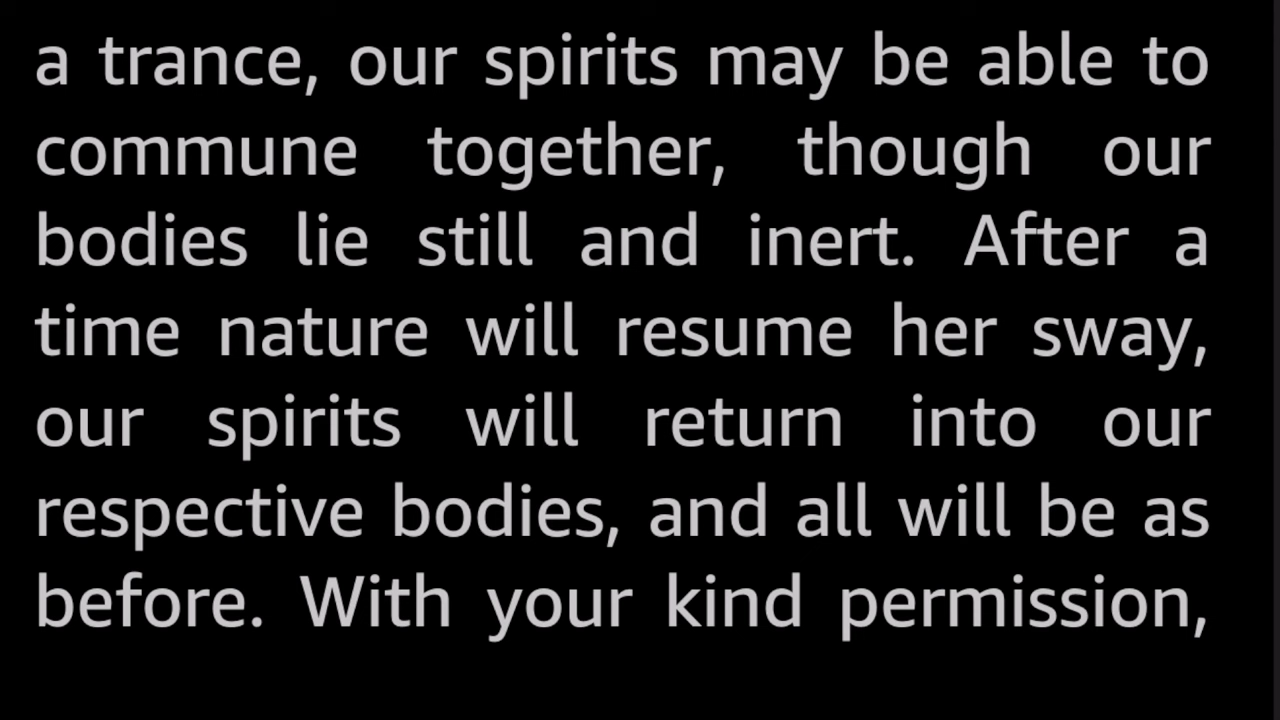 a trance, our spirits may be able to
commune together, though our
bodies lie still and inert. After a
time nature will resume her sway,
our spirits will return into our
respective bodies, and all will be as
before. With your kind permission,